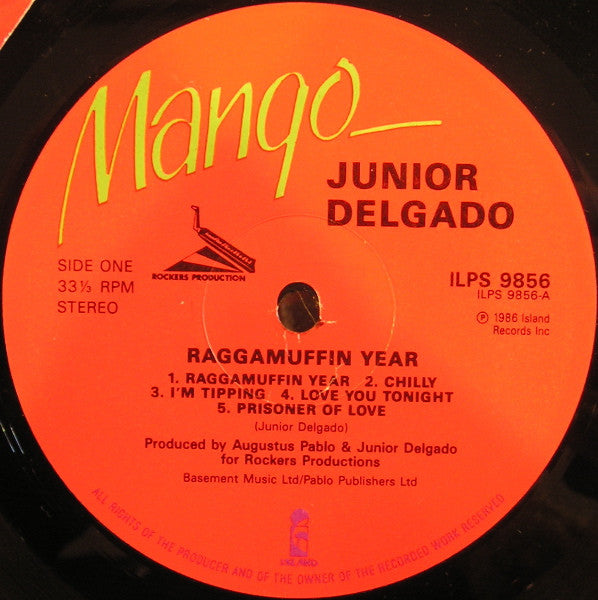 Mango
JUNIOR
DELGADO
ROCKERS PRODUCTION
SIDE ONE
33⅓ RPM
STEREO
ILPS 9856
ILPS 9856-A
℗ 1986 Island
Records Inc
RAGGAMUFFIN YEAR
1. RAGGAMUFFIN YEAR 2. CHILLY
3. I'M TIPPING 4. LOVE YOU TONIGHT
5. PRISONER OF LOVE
(Junior Delgado)
Produced by Augustus Pablo & Junior Delgado
for Rockers Productions
Basement Music Ltd/Pablo Publishers Ltd
ISLAND
ALL RIGHTS OF THE PRODUCER AND OF THE OWNER OF THE RECORDED WORK RESERVED